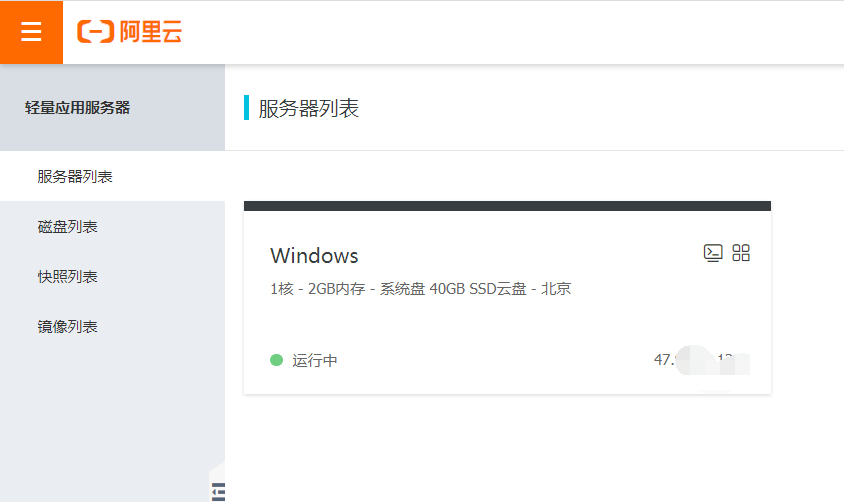 阿里云
轻量应用服务器
服务器列表
服务器列表
磁盘列表
快照列表
镜像列表
Windows
1核 - 2GB内存 - 系统盘 40GB SSD云盘 - 北京
运行中
47.